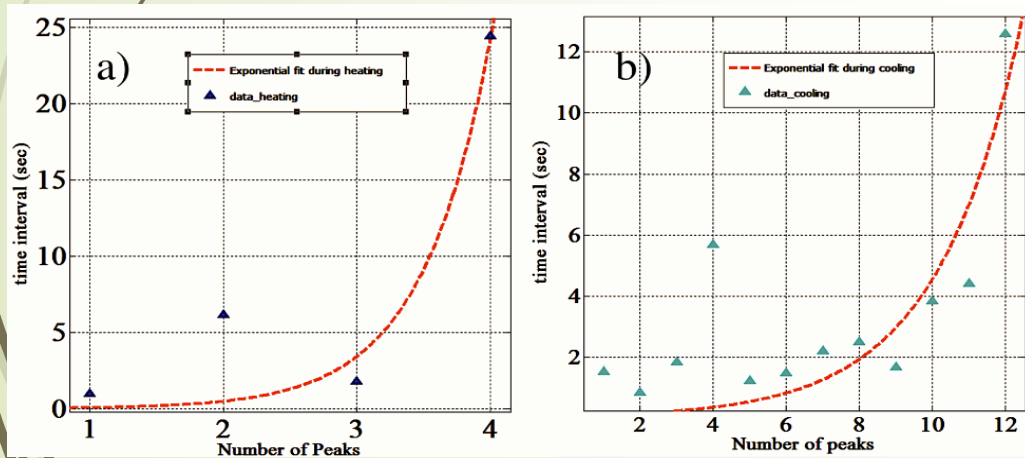 a)
Exponential fit during heating
data_heating
25
20
15
10
5
0
1 2 3 4
time interval (sec)
Number of Peaks
b)
Exponential fit during cooling
data_cooling
12
10
8
6
4
2
2 4 6 8 10 12
time interval (sec)
Number of peaks